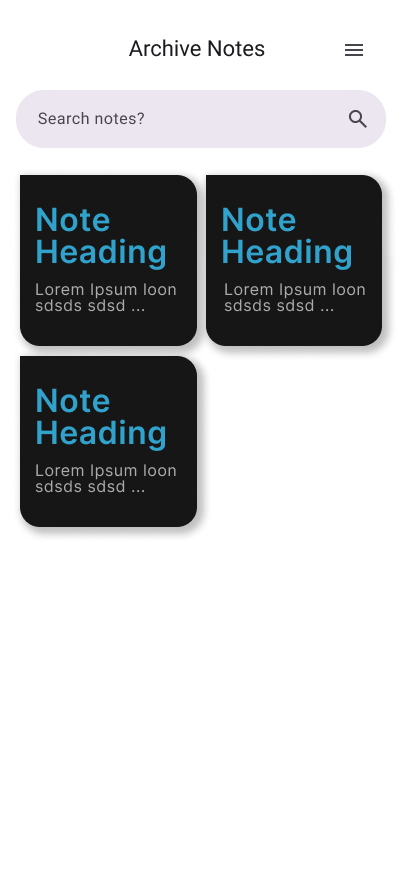 Archive Notes
Search notes?
Note
Heading
Lorem Ipsum loon
sdsds sdsd ...
Note
Heading
Lorem Ipsum loon
sdsds sdsd ...
Note
Heading
Lorem Ipsum loon
sdsds sdsd ...